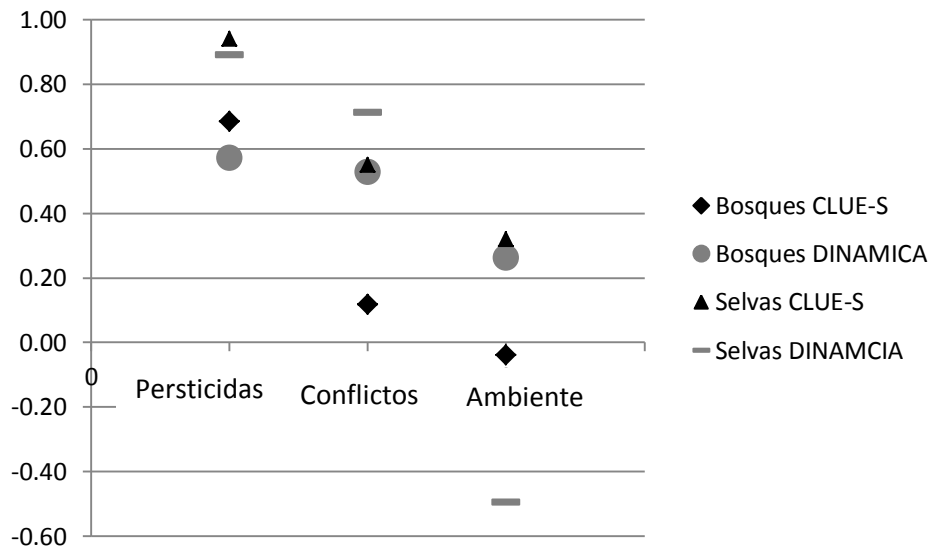 1.00
0.80
0.60
0.40
0.20
0.00
-0.20
-0.40
-0.60
0
Persticidas
Conflictos
Ambiente
Bosques CLUE-S
Bosques DINAMICA
Selvas CLUE-S
Selvas DINAMCIA